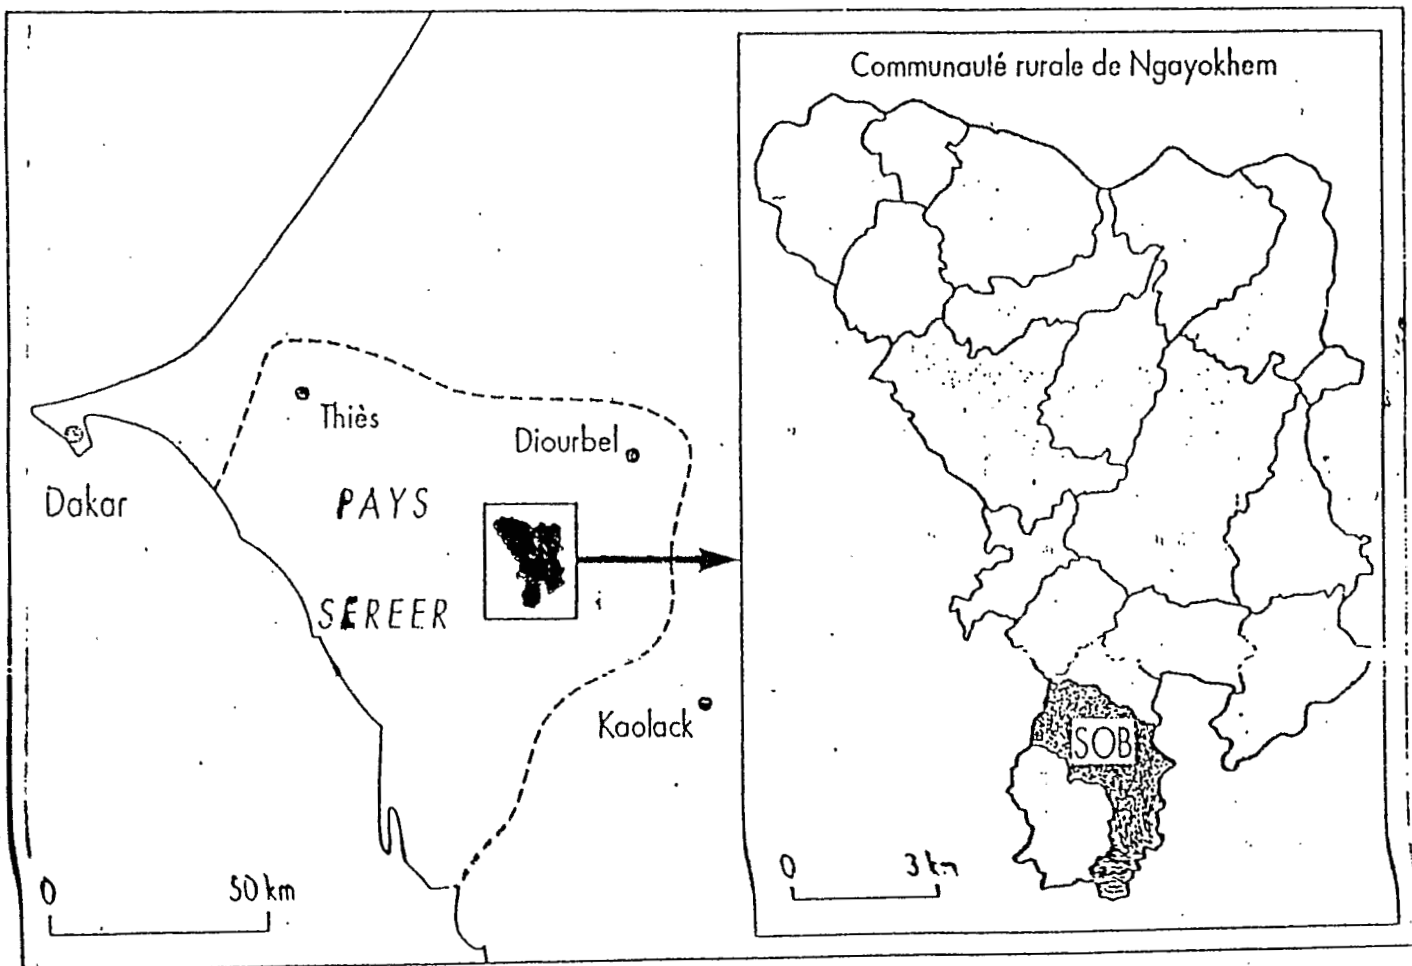 Communauté rurale de Ngayokhem
Thiès
Diourbel
Dakar
PAYS
SEREER
Kaolack
SOB
0 50 km
0 3 km